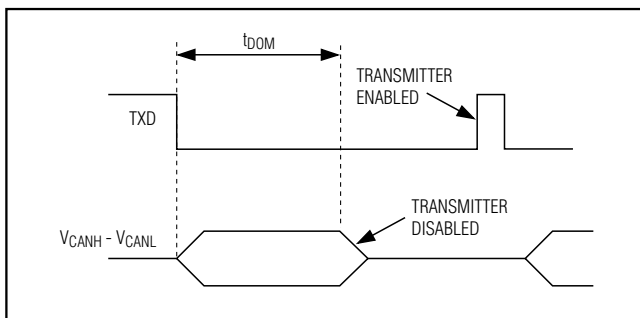 tDOM
TRANSMITTER
ENABLED
TXD
TRANSMITTER
DISABLED
VCANH - VCANL